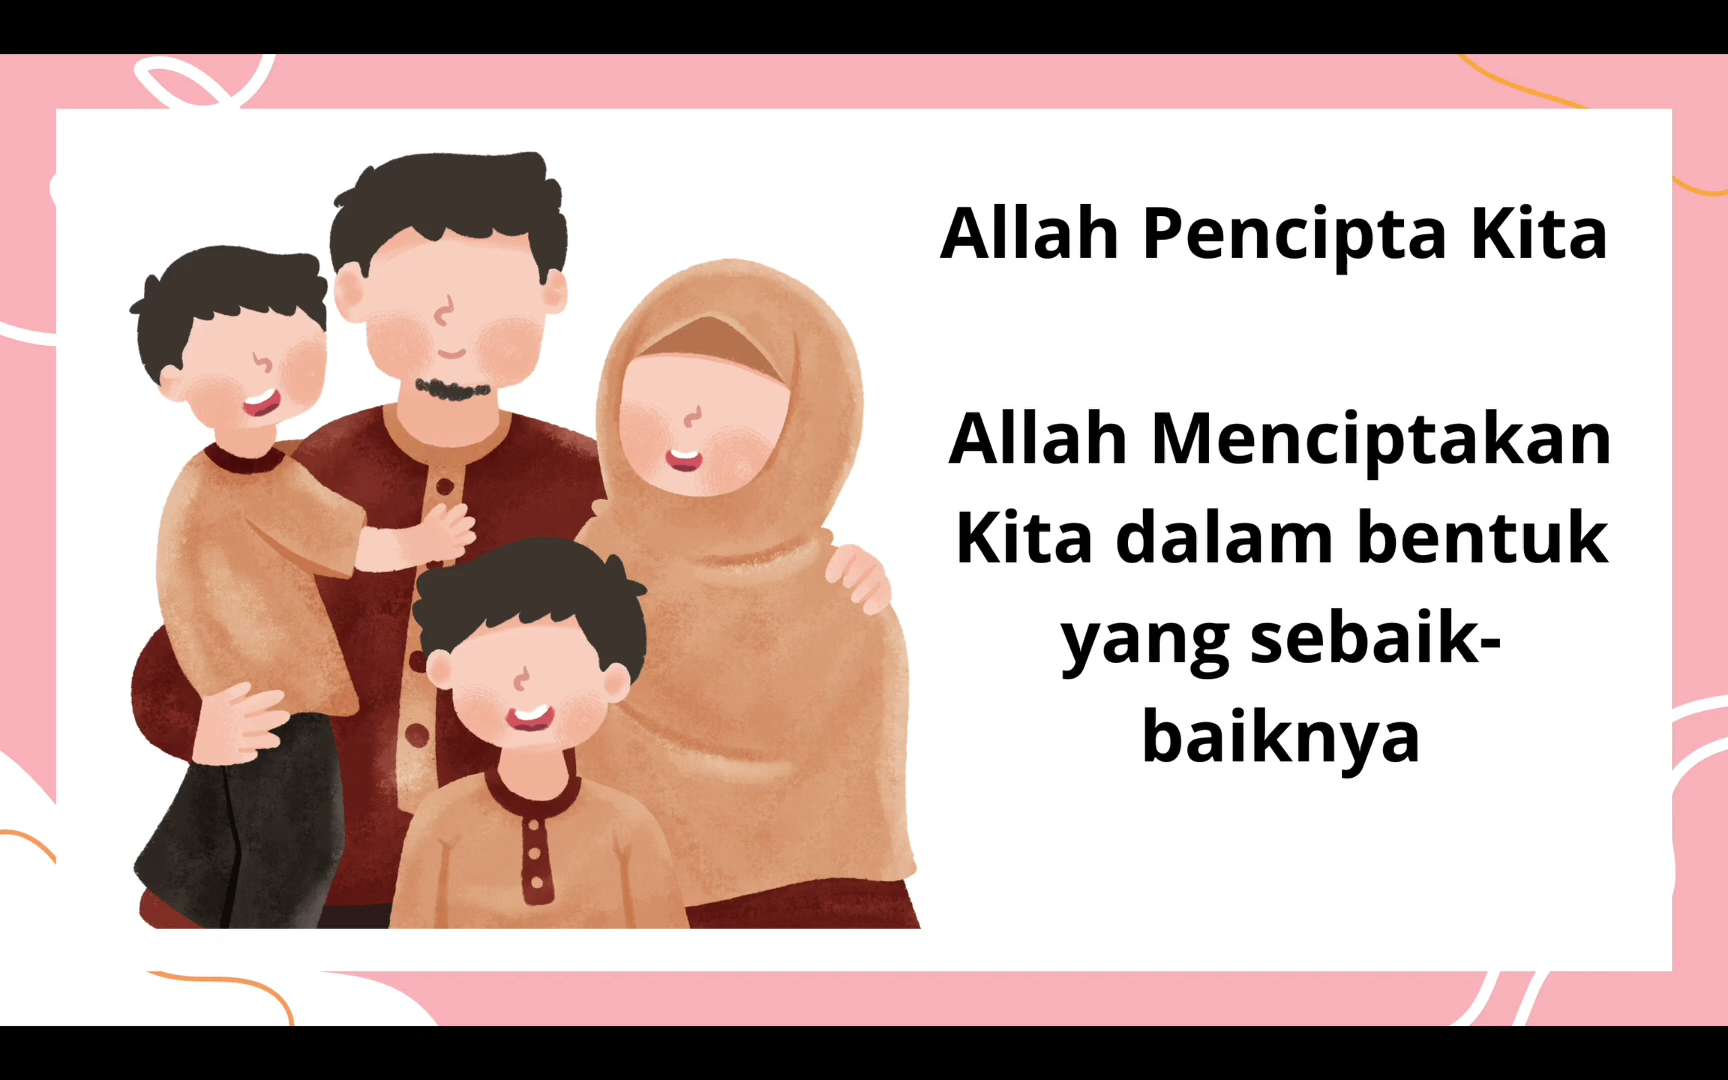 Allah Pencipta Kita
Allah Menciptakan
Kita dalam bentuk
yang sebaik-
baiknya